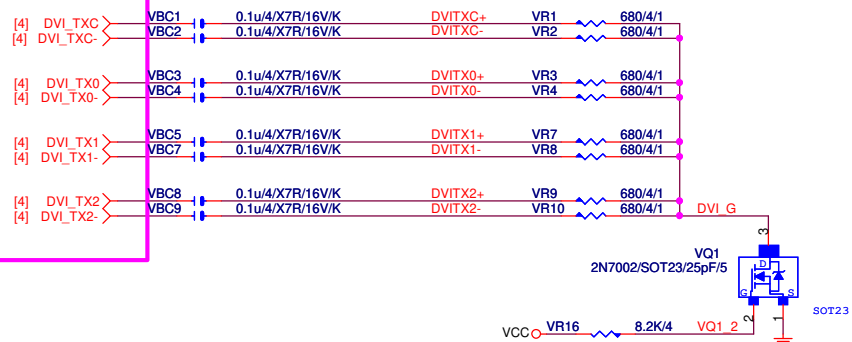 [4] DVI_TXC VBC1 0.1u/4/X7R/16V/K DVITXC+ VR1 680/4/1
[4] DVI_TXC- VBC2 0.1u/4/X7R/16V/K DVITXC- VR2 680/4/1
[4] DVI_TX0 VBC3 0.1u/4/X7R/16V/K DVITX0+ VR3 680/4/1
[4] DVI_TX0- VBC4 0.1u/4/X7R/16V/K DVITX0- VR4 680/4/1
[4] DVI_TX1 VBC5 0.1u/4/X7R/16V/K DVITX1+ VR7 680/4/1
[4] DVI_TX1- VBC7 0.1u/4/X7R/16V/K DVITX1- VR8 680/4/1
[4] DVI_TX2 VBC8 0.1u/4/X7R/16V/K DVITX2+ VR9 680/4/1
[4] DVI_TX2- VBC9 0.1u/4/X7R/16V/K DVITX2- VR10 680/4/1 DVI_G
3
VQ1
2N7002/SOT23/25pF/5
D
G S
SOT23
2 1
VCC VR16 8.2K/4 VQ1_2